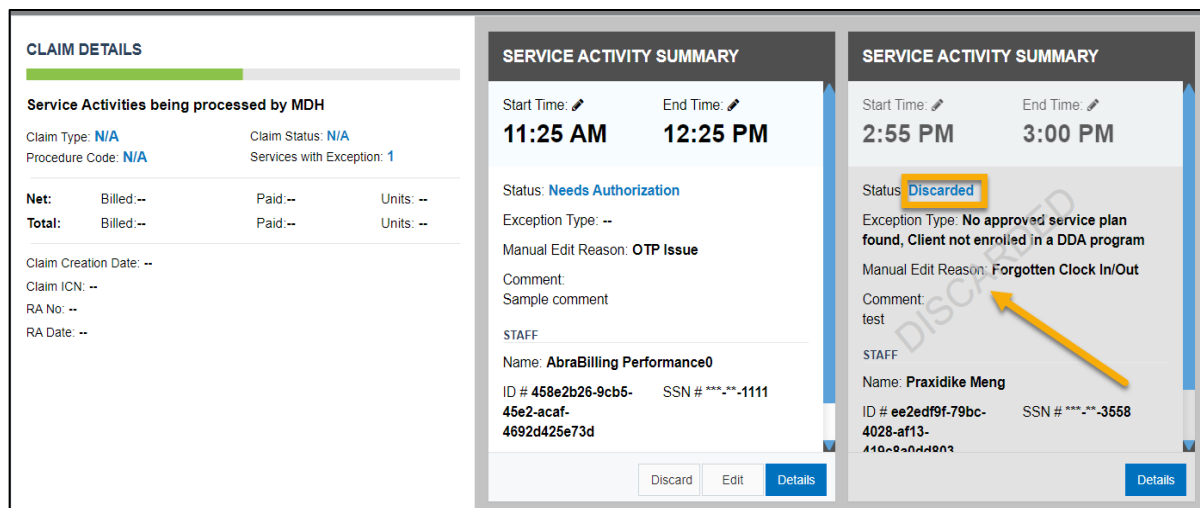 CLAIM DETAILS
Service Activities being processed by MDH
Claim Type: N/A Claim Status: N/A
Procedure Code: N/A Services with Exception: 1
Net: Billed:-- Paid:-- Units: --
Total: Billed:-- Paid:-- Units: --
Claim Creation Date: --
Claim ICN: --
RA No: --
RA Date: --
SERVICE ACTIVITY SUMMARY
Start Time: End Time:
11:25 AM 12:25 PM
Status: Needs Authorization
Exception Type: --
Manual Edit Reason: OTP Issue
Comment:
Sample comment
STAFF
Name: AbraBilling Performance0
ID # 458e2b26-9cb5- SSN # ***-**-1111
45e2-acaf-
4692d425e73d
Discard Edit Details
SERVICE ACTIVITY SUMMARY
Start Time: End Time:
2:55 PM 3:00 PM
Status: Discarded
Exception Type: No approved service plan
found, Client not enrolled in a DDA program
Manual Edit Reason: Forgotten Clock In/Out
Comment:
test
DISCARDED
STAFF
Name: Praxidike Meng
ID # ee2edf9f-79bc- SSN # ***-**-3558
4028-af13-
419c8a0dd803
Details